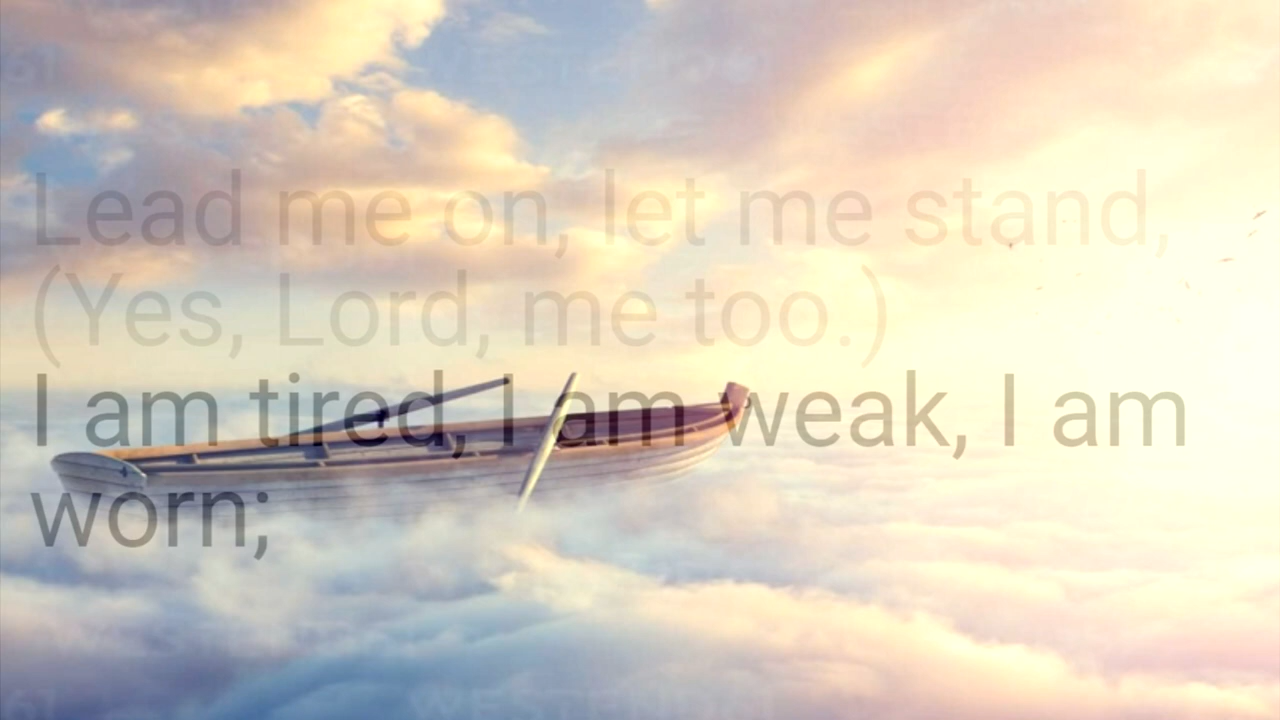 Lead me on, let me stand,
(Yes, Lord, me too.)
I am tired, I am weak, I am
worn;